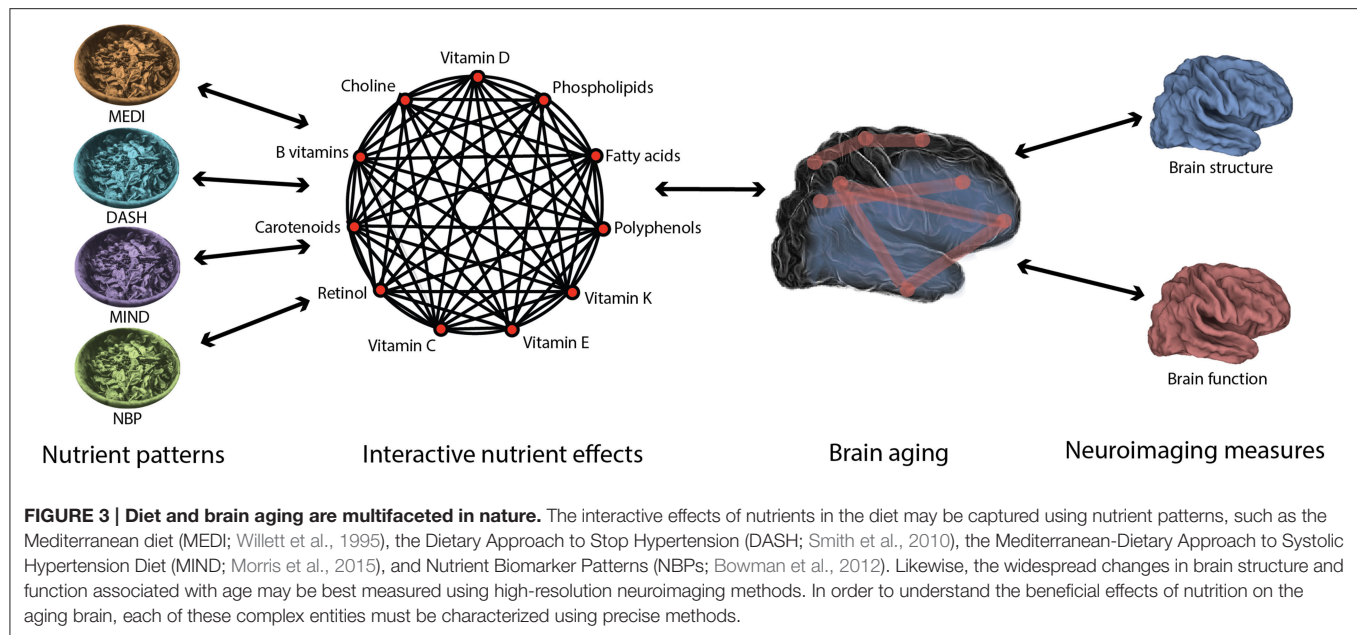 MEDI
DASH
MIND
NBP
Nutrient patterns
Vitamin D
Choline
Phospholipids
B vitamins
Fatty acids
Carotenoids
Polyphenols
Retinol
Vitamin K
Vitamin C
Vitamin E
Interactive nutrient effects
Brain aging
Brain structure
Brain function
Neuroimaging measures
FIGURE 3 | Diet and brain aging are multifaceted in nature. The interactive effects of nutrients in the diet may be captured using nutrient patterns, such as the
Mediterranean diet (MEDI; Willett et al., 1995), the Dietary Approach to Stop Hypertension (DASH; Smith et al., 2010), the Mediterranean-Dietary Approach to Systolic
Hypertension Diet (MIND; Morris et al., 2015), and Nutrient Biomarker Patterns (NBPs; Bowman et al., 2012). Likewise, the widespread changes in brain structure and
function associated with age may be best measured using high-resolution neuroimaging methods. In order to understand the beneficial effects of nutrition on the
aging brain, each of these complex entities must be characterized using precise methods.